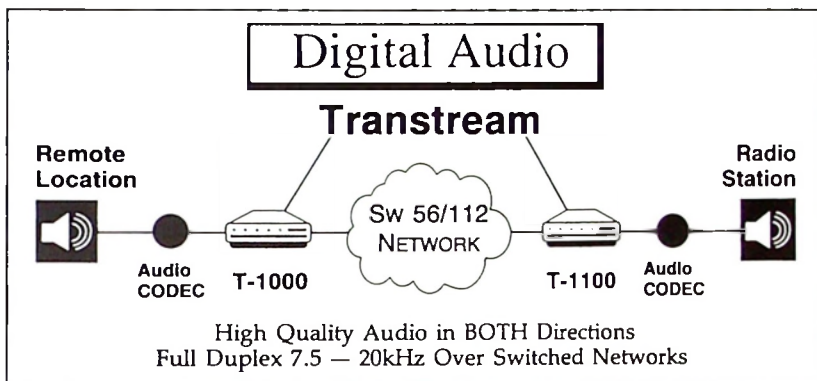 Digital Audio
Transtream
Remote
Location
Radio
Station
SW 56/112
NETWORK
Audio
CODEC
T-1000
T-1100
Audio
CODEC
High Quality Audio in BOTH Directions
Full Duplex 7.5 — 20kHz Over Switched Networks